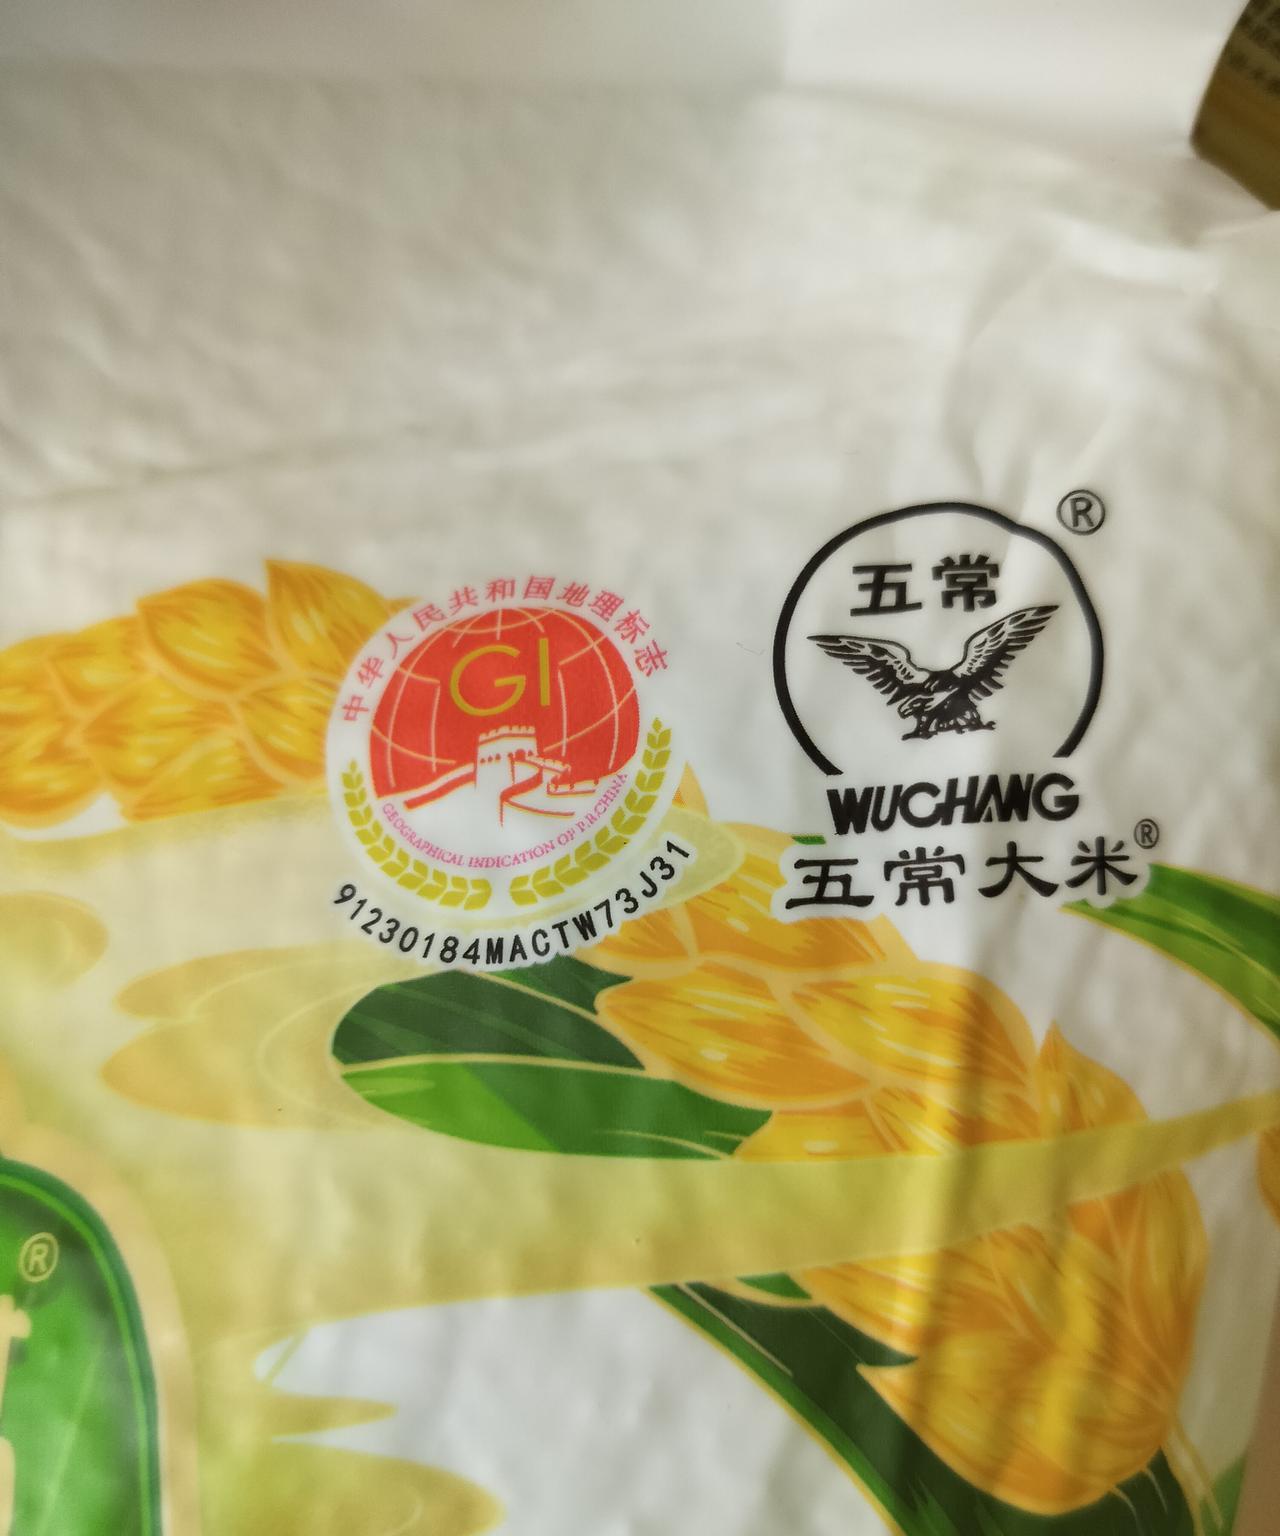 ®
五常
WUCHANG
五常大米®
中华人民共和国地理标志
GI
GEOGRAPHICAL INDICATION OF P.R.CHINA
91230184MACTW73J31
®